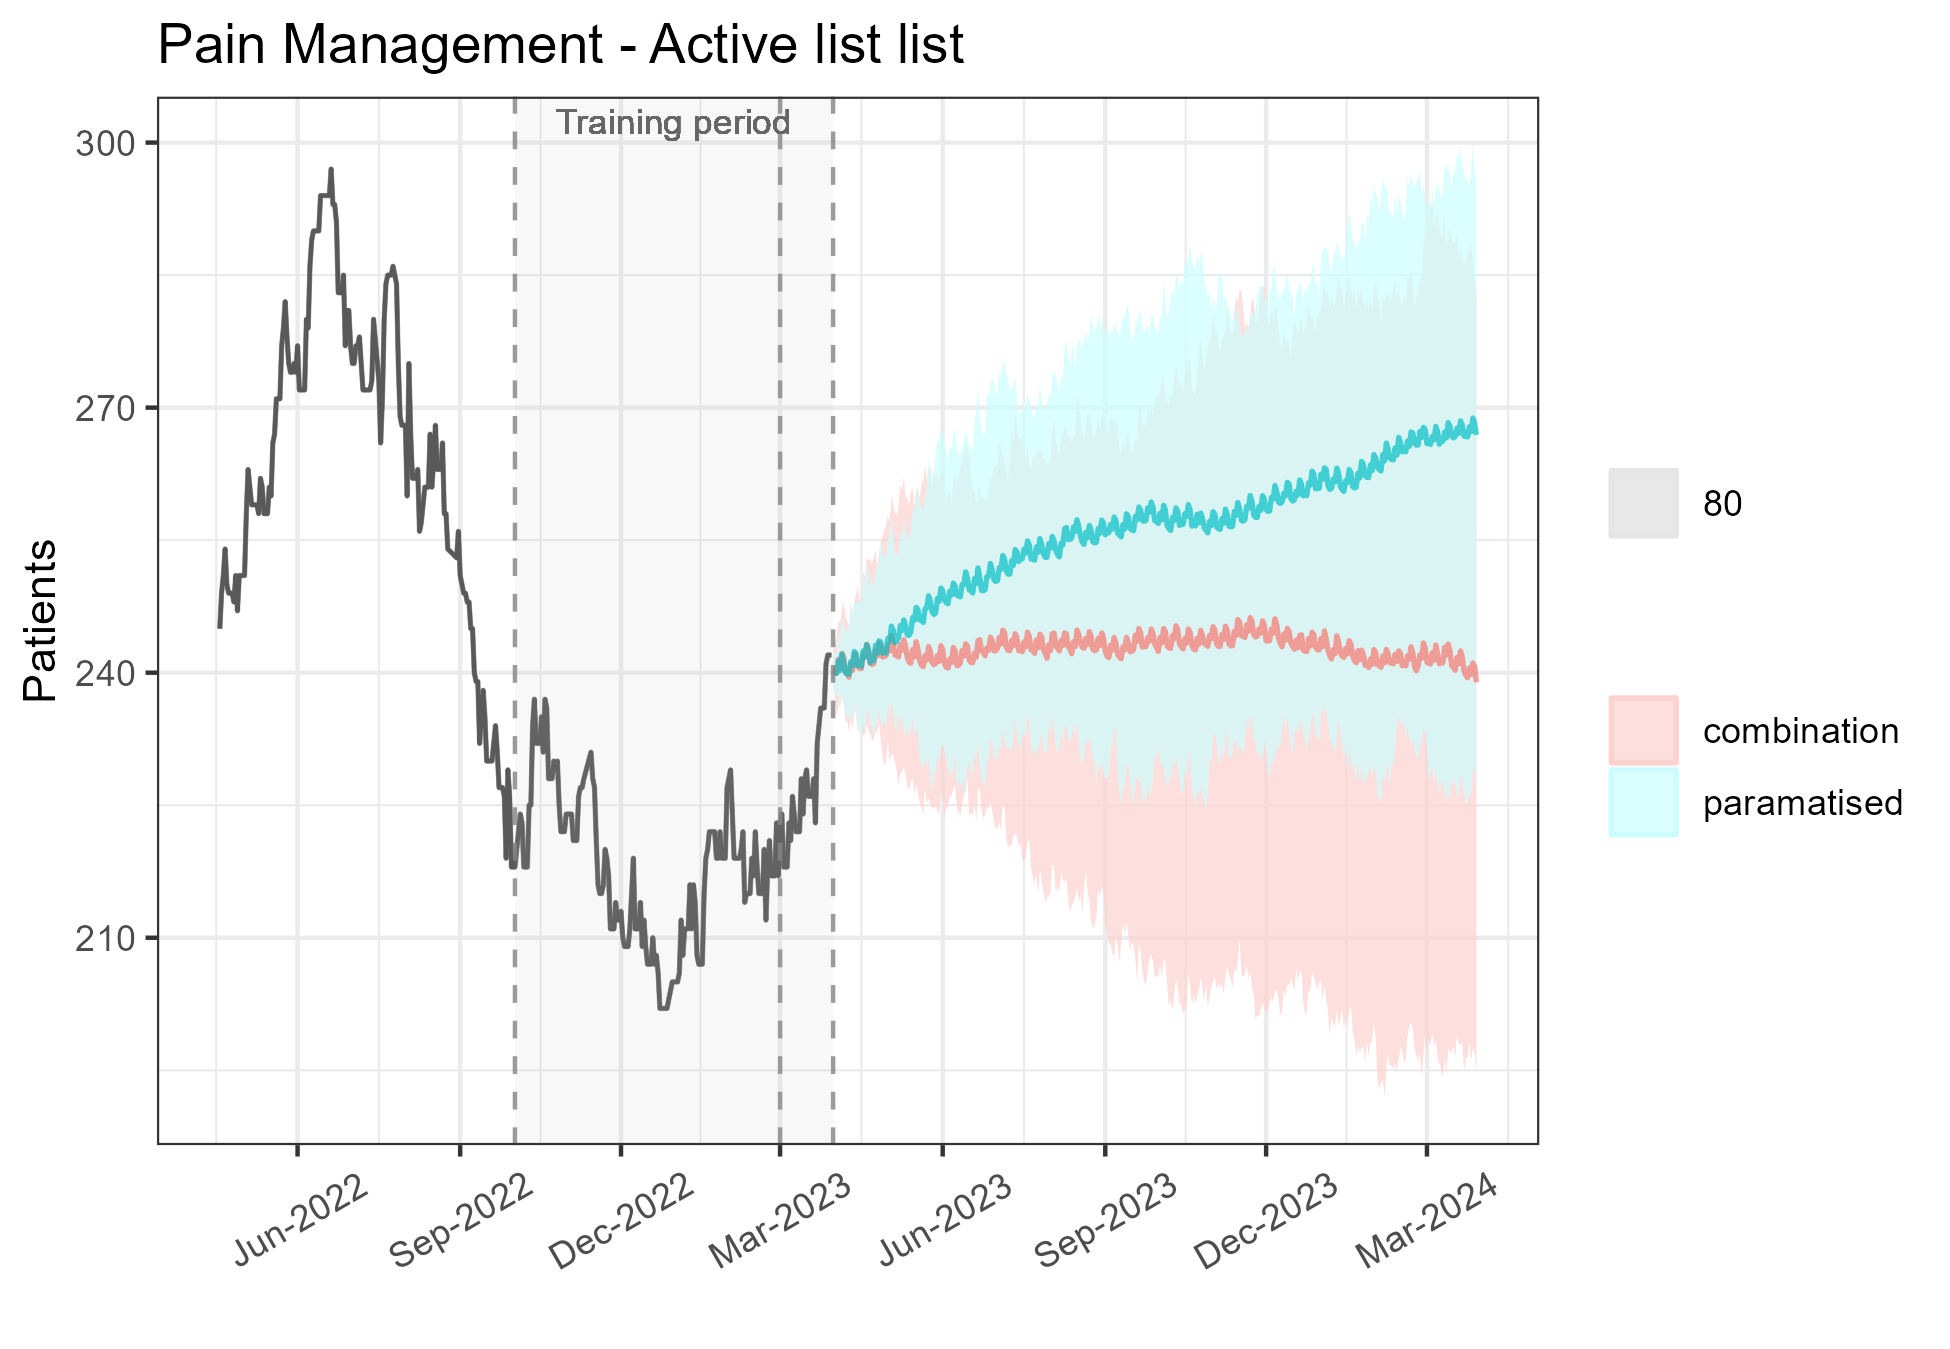 Pain Management - Active list list
Training period
300
270
240
210
Patients
Jun-2022
Sep-2022
Dec-2022
Mar-2023
Jun-2023
Sep-2023
Dec-2023
Mar-2024
80
combination
paramatised